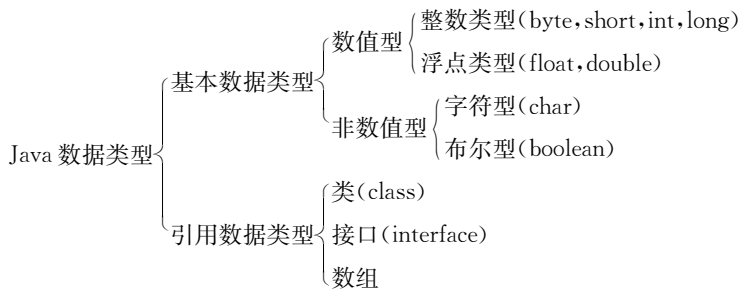 整数类型(byte,short,int,long)
数值型
浮点类型(float,double)
基本数据类型
字符型(char)
非数值型
布尔型(boolean)
Java 数据类型
类(class)
引用数据类型
接口(interface)
数组